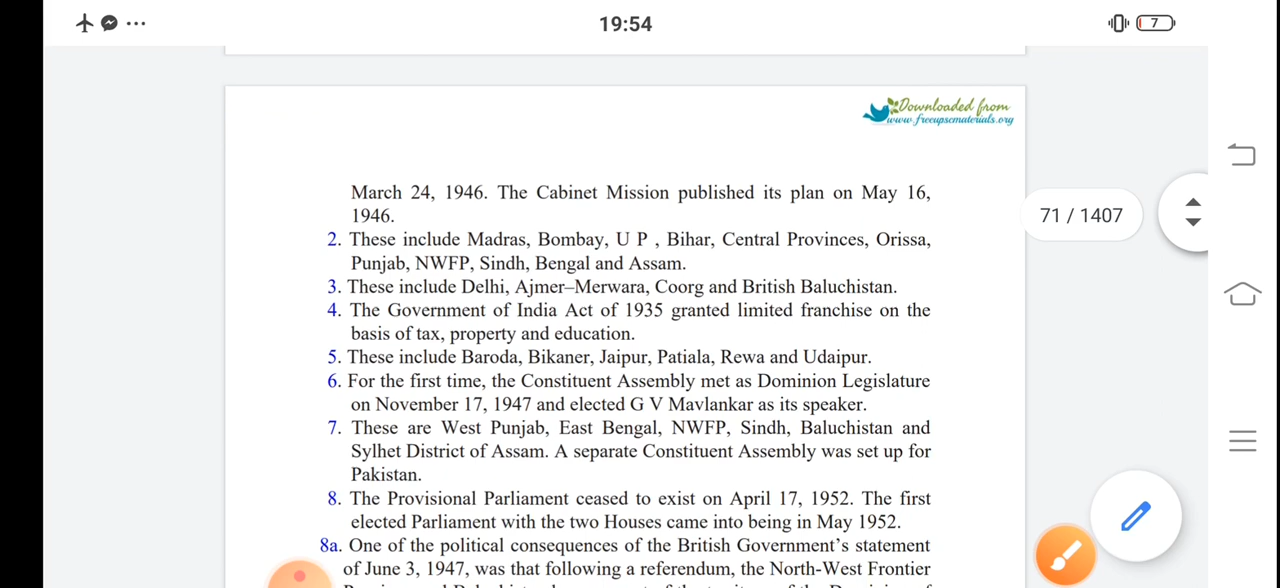 19:54
7
Downloaded from
www.freeupscmaterials.org
March 24, 1946. The Cabinet Mission published its plan on May 16,
1946.
71 / 1407
2. These include Madras, Bombay, U P , Bihar, Central Provinces, Orissa,
Punjab, NWFP, Sindh, Bengal and Assam.
3. These include Delhi, Ajmer–Merwara, Coorg and British Baluchistan.
4. The Government of India Act of 1935 granted limited franchise on the
basis of tax, property and education.
5. These include Baroda, Bikaner, Jaipur, Patiala, Rewa and Udaipur.
6. For the first time, the Constituent Assembly met as Dominion Legislature
on November 17, 1947 and elected G V Mavlankar as its speaker.
7. These are West Punjab, East Bengal, NWFP, Sindh, Baluchistan and
Sylhet District of Assam. A separate Constituent Assembly was set up for
Pakistan.
8. The Provisional Parliament ceased to exist on April 17, 1952. The first
elected Parliament with the two Houses came into being in May 1952.
8a. One of the political consequences of the British Government’s statement
of June 3, 1947, was that following a referendum, the North-West Frontier